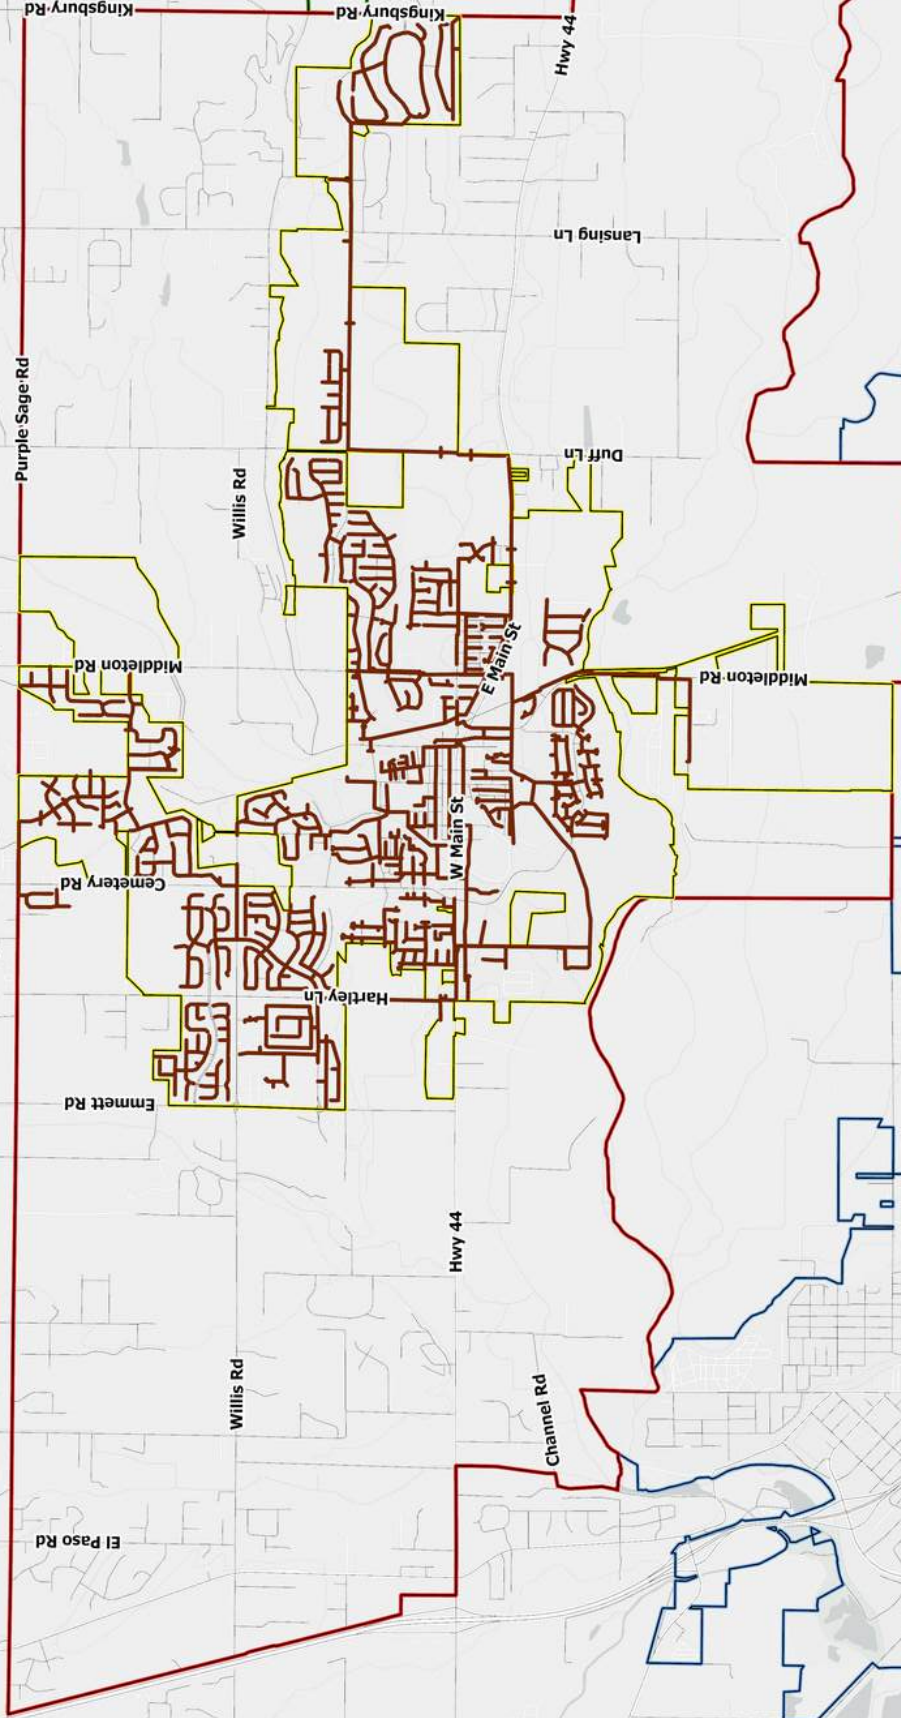 Kingsbury Rd
Kingsbury Rd
Hwy 44
Lansing Ln
Purple Sage Rd
Duff Ln
Willis Rd
E Main St
Middleton Rd
Middleton Rd
W Main St
Cemetery Rd
Hartley Ln
Emmett Rd
Hwy 44
Willis Rd
Channel Rd
El Paso Rd